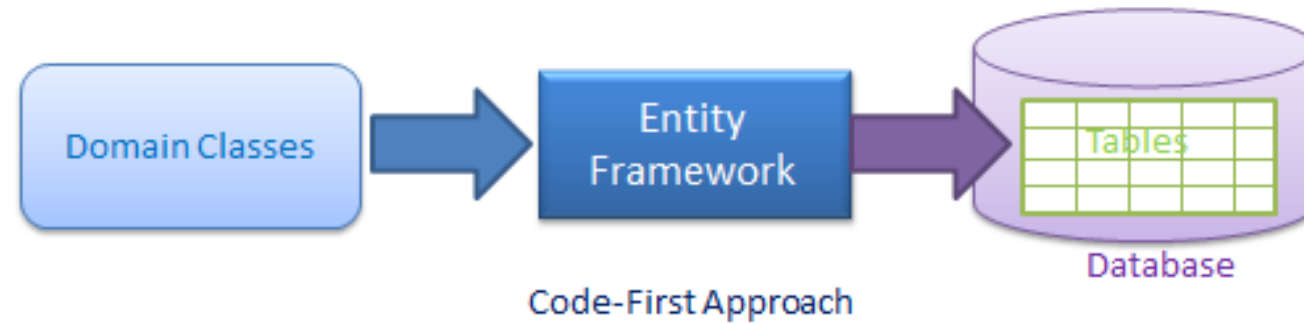 Domain Classes
Entity
Framework
Tables
Database
Code-First Approach